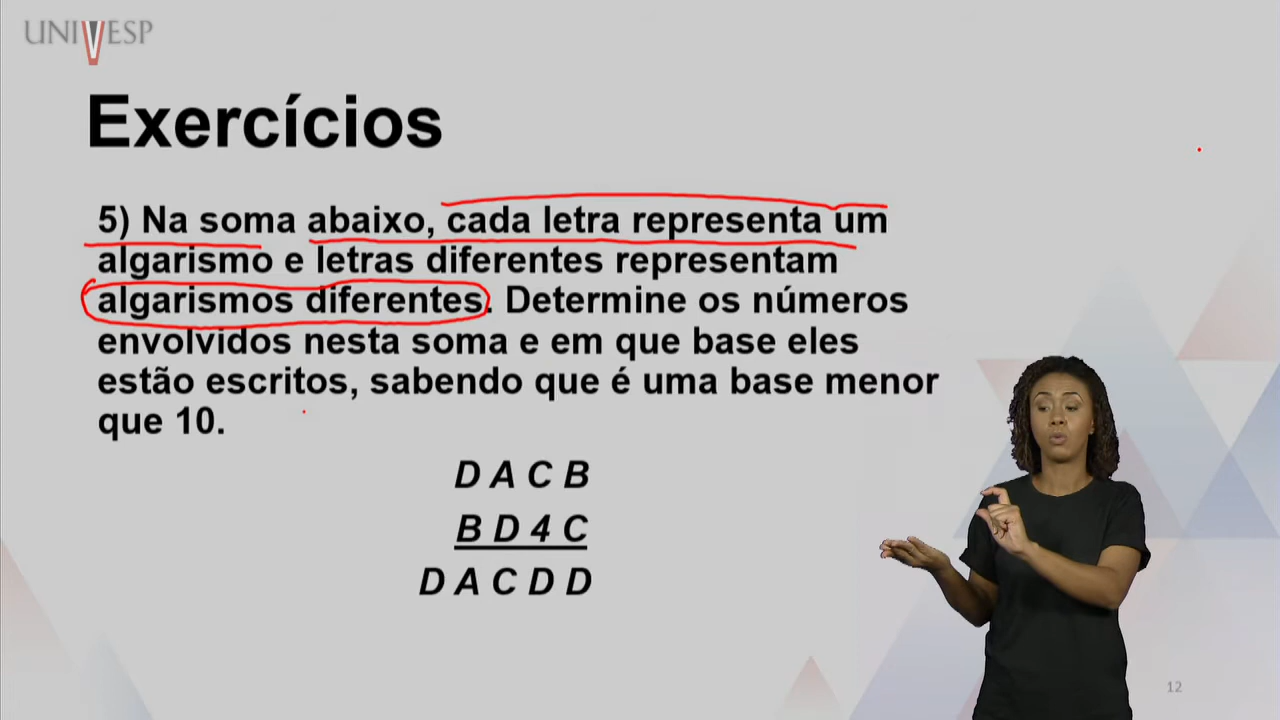 UNIVESP
Exercícios
5) Na soma abaixo, cada letra representa um
algarismo e letras diferentes representam
algarismos diferentes. Determine os números
envolvidos nesta soma e em que base eles
estão escritos, sabendo que é uma base menor
que 10.
D A C B
B D 4 C
D A C D D
12